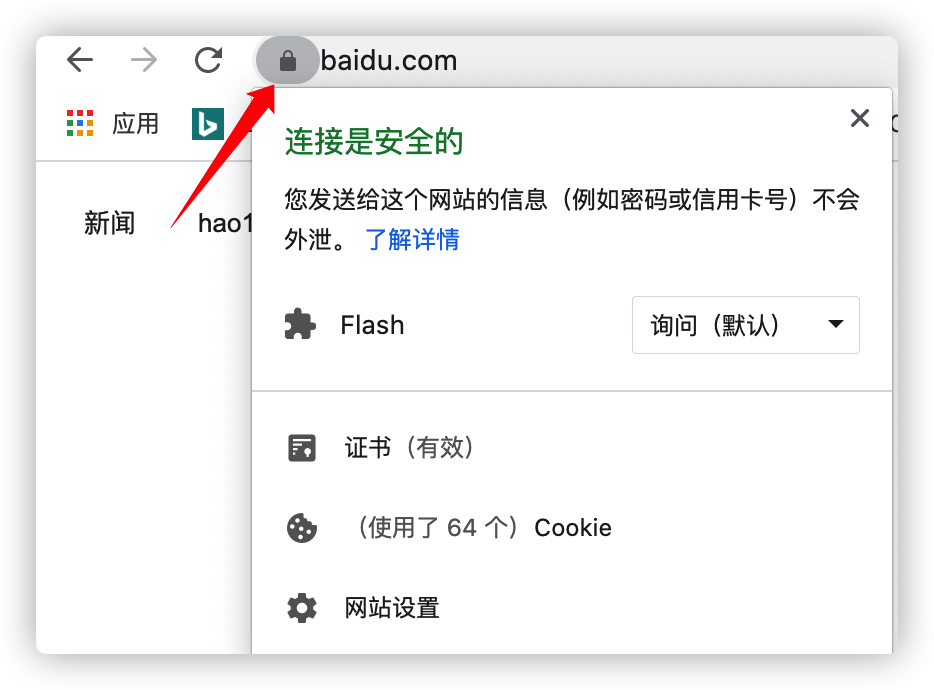 baidu.com
应用
连接是安全的
您发送给这个网站的信息（例如密码或信用卡号）不会
外泄。 了解详情
新闻 hao1
Flash 询问（默认）
证书（有效）
（使用了 64 个）Cookie
网站设置